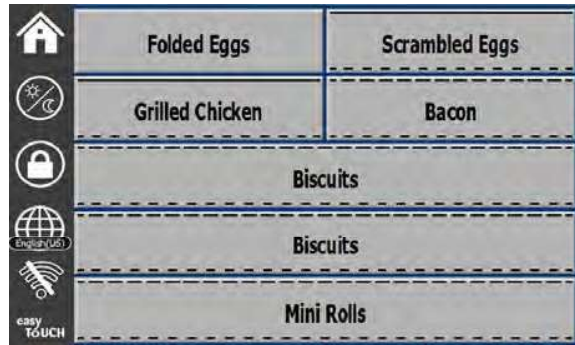 Folded Eggs
Scrambled Eggs
Grilled Chicken
Bacon
Biscuits
English(US)
Biscuits
Mini Rolls
easy
TOUCH